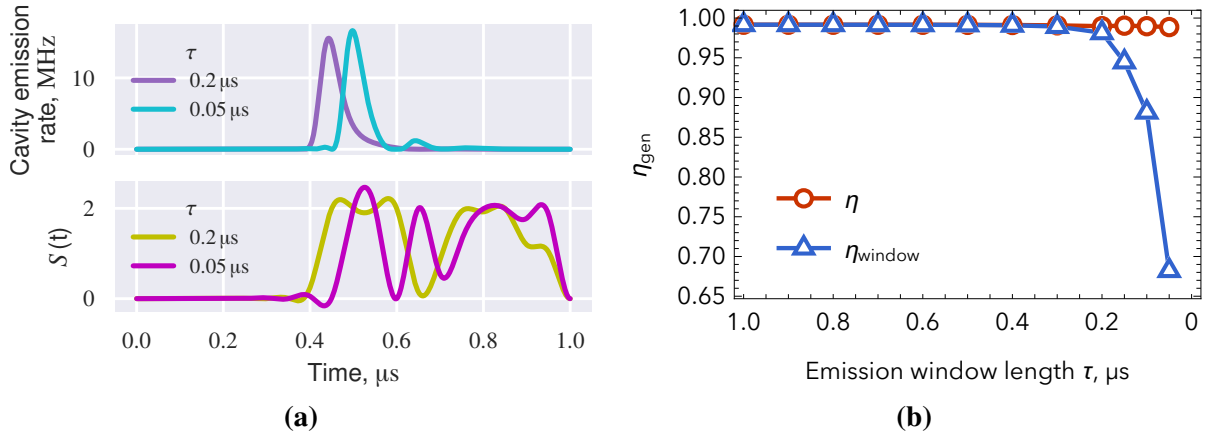 Cavity emission
rate, MHz
10
0
τ
0.2 μs
0.05 μs
S (t)
2
0
τ
0.2 μs
0.05 μs
0.0 0.2 0.4 0.6 0.8 1.0
Time, μs
(a)
ηgen
1.00
0.95
0.90
0.85
0.80
0.75
0.70
0.65
η
ηwindow
1.0 0.8 0.6 0.4 0.2 0
Emission window length τ, μs
(b)